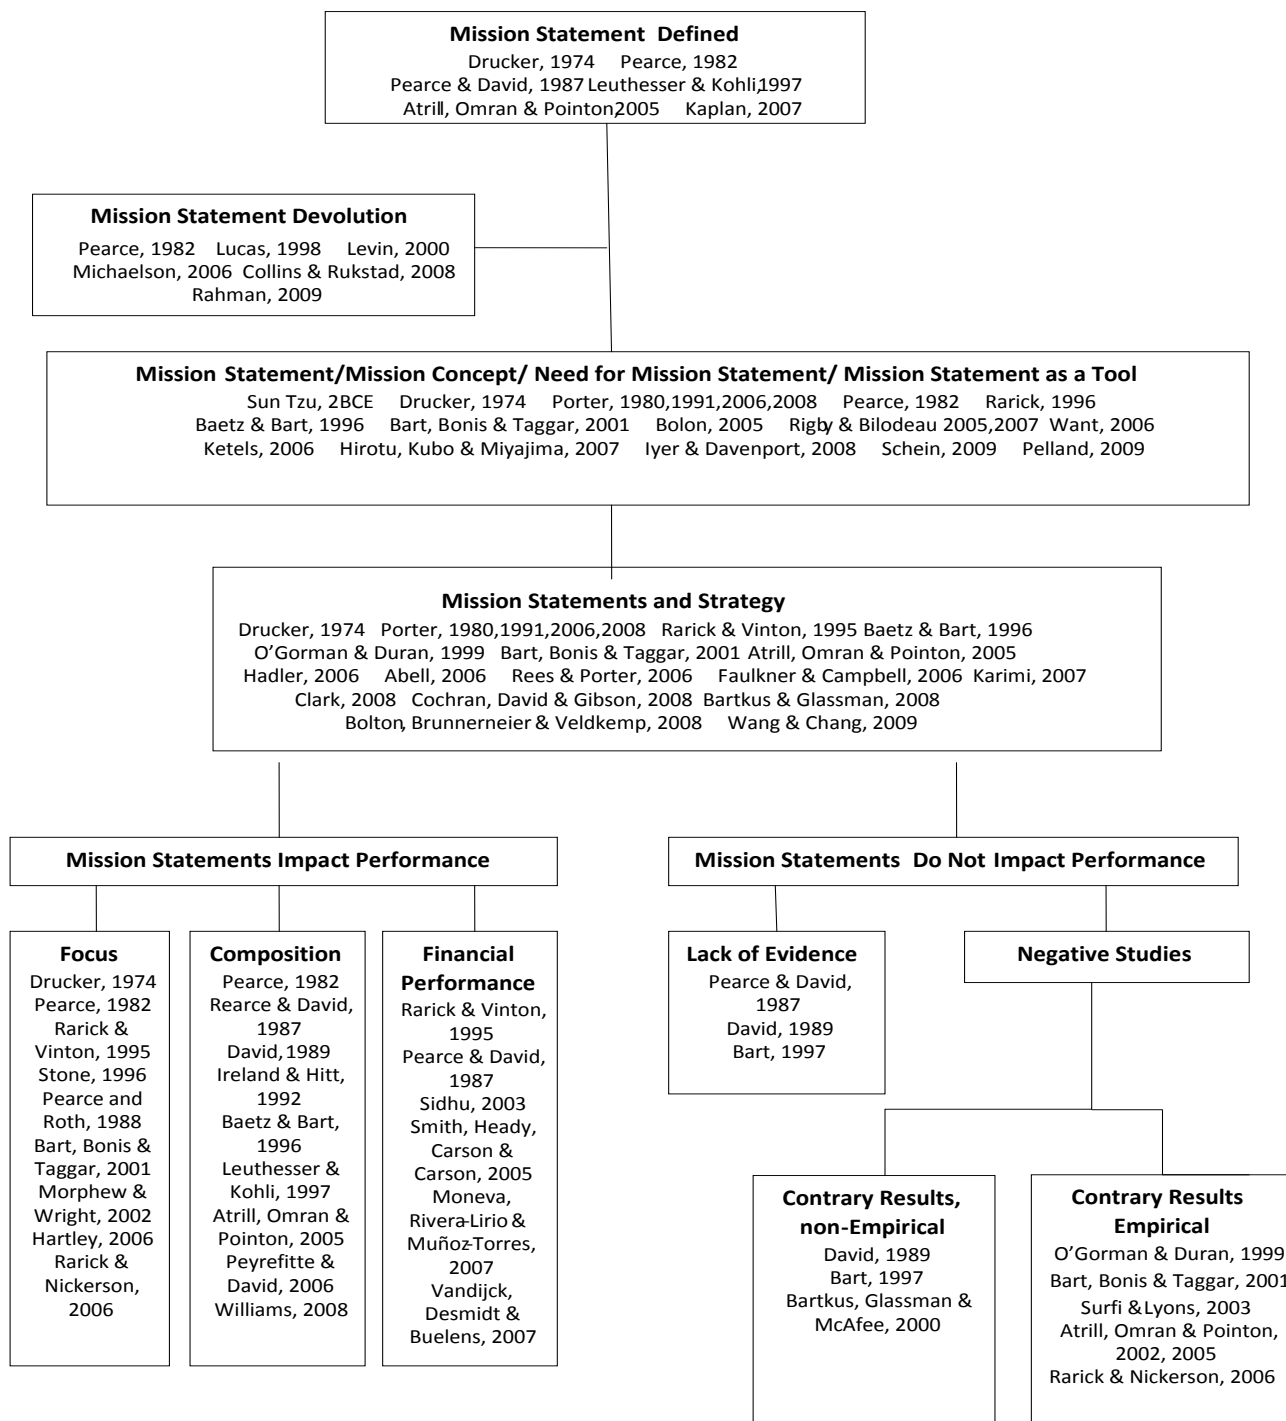 Mission Statement Defined
Drucker, 1974 Pearce, 1982
Pearce & David, 1987 Leuthesser & Kohli,1997
Atrill, Omran & Pointon,2005 Kaplan, 2007
Mission Statement Devolution
Pearce, 1982 Lucas, 1998 Levin, 2000
Michaelson, 2006 Collins & Rukstad, 2008
Rahman, 2009
Mission Statement/Mission Concept/ Need for Mission Statement/ Mission Statement as a Tool
Sun Tzu, 2BCE Drucker, 1974 Porter, 1980,1991,2006,2008 Pearce, 1982 Rarick, 1996
Baetz & Bart, 1996 Bart, Bonis & Taggar, 2001 Bolon, 2005 Rigby & Bilodeau 2005,2007 Want, 2006
Ketels, 2006 Hirotu, Kubo & Miyajima, 2007 Iyer & Davenport, 2008 Schein, 2009 Pelland, 2009
Mission Statements and Strategy
Drucker, 1974 Porter, 1980,1991,2006,2008 Rarick & Vinton, 1995 Baetz & Bart, 1996
O'Gorman & Duran, 1999 Bart, Bonis & Taggar, 2001 Atrill, Omran & Pointon, 2005
Hadler, 2006 Abell, 2006 Rees & Porter, 2006 Faulkner & Campbell, 2006 Karimi, 2007
Clark, 2008 Cochran, David & Gibson, 2008 Bartkus & Glassman, 2008
Bolton, Brunnerneier & Veldkemp, 2008 Wang & Chang, 2009
Mission Statements Impact Performance
Mission Statements Do Not Impact Performance
Focus
Drucker, 1974
Pearce, 1982
Rarick &
Vinton, 1995
Stone, 1996
Pearce and
Roth, 1988
Bart, Bonis &
Taggar, 2001
Morphew &
Wright, 2002
Hartley, 2006
Rarick &
Nickerson,
2006
Composition
Pearce, 1982
Rearce & David,
1987
David, 1989
Ireland & Hitt,
1992
Baetz & Bart,
1996
Leuthesser &
Kohli, 1997
Atrill, Omran &
Pointon, 2005
Peyrefitte &
David, 2006
Williams, 2008
Financial
Performance
Rarick & Vinton,
1995
Pearce & David,
1987
Sidhu, 2003
Smith, Heady,
Carson &
Carson, 2005
Moneva,
Rivera-Lirio &
Muñoz-Torres,
2007
Vandijck,
Desmidt &
Buelens, 2007
Lack of Evidence
Pearce & David,
1987
David, 1989
Bart, 1997
Negative Studies
Contrary Results,
non-Empirical
David, 1989
Bart, 1997
Bartkus, Glassman &
McAfee, 2000
Contrary Results
Empirical
O'Gorman & Duran, 1999
Bart, Bonis & Taggar, 2001
Surfi & Lyons, 2003
Atrill, Omran & Pointon,
2002, 2005
Rarick & Nickerson, 2006